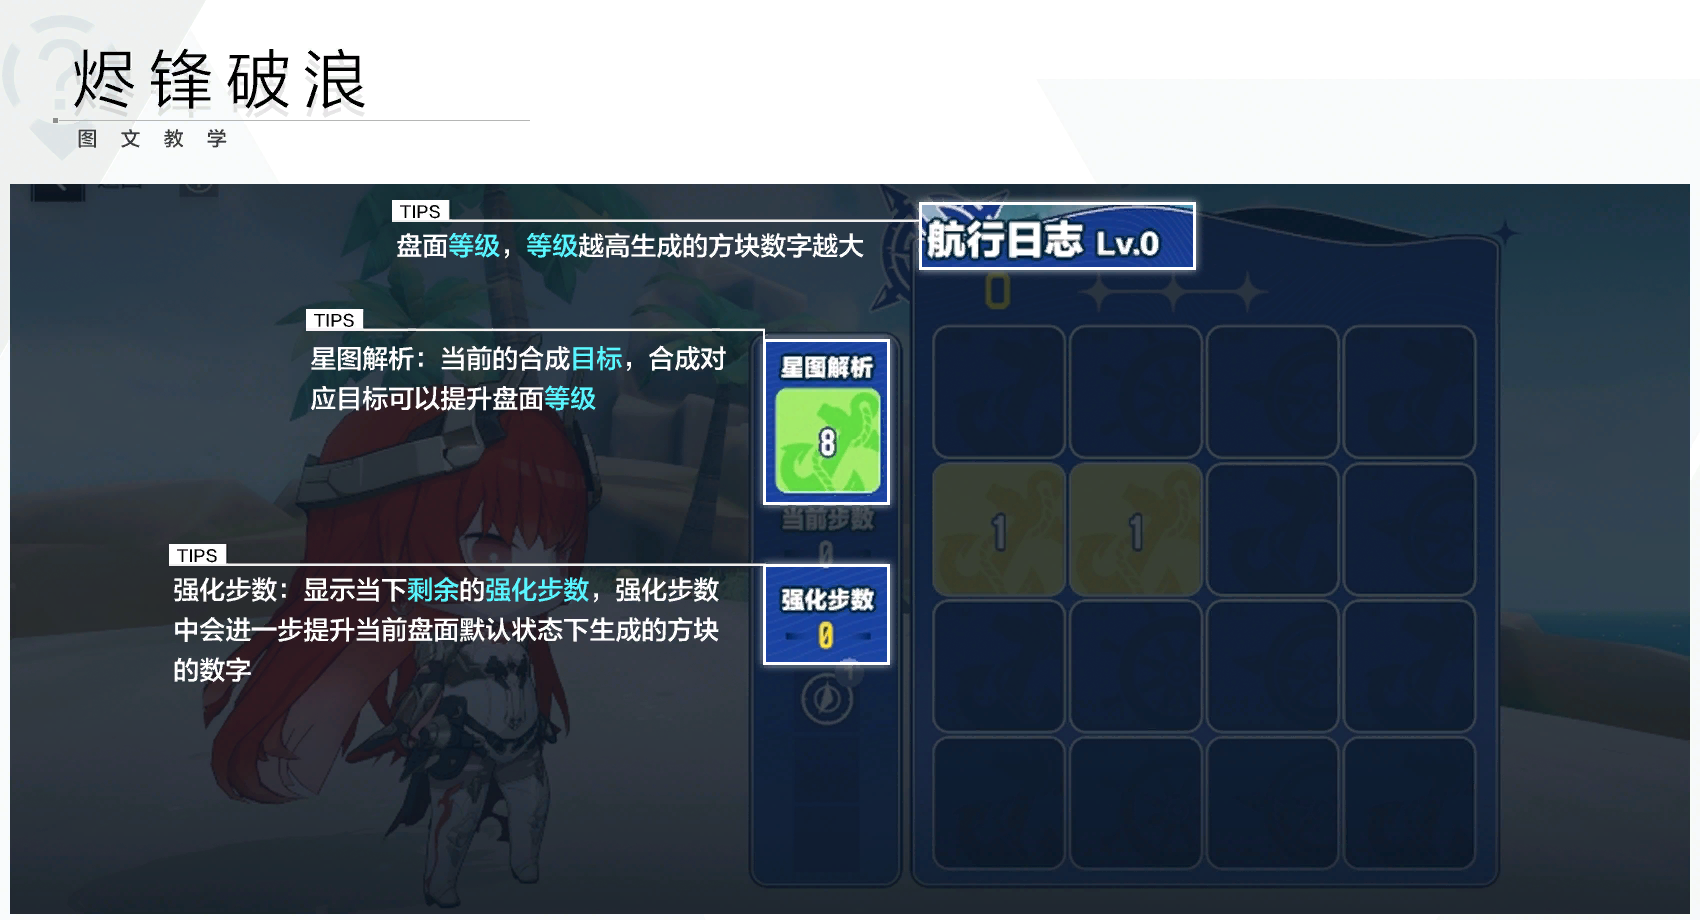 烬锋破浪
图文教学
TIPS
盘面等级，等级越高生成的方块数字越大
航行日志 Lv.0
0
TIPS
星图解析：当前的合成目标，合成对
应目标可以提升盘面等级
星图解析
8
当前步数
0
1
1
TIPS
强化步数：显示当下剩余的强化步数，强化步数
中会进一步提升当前盘面默认状态下生成的方块
的数字
强化步数
0
1